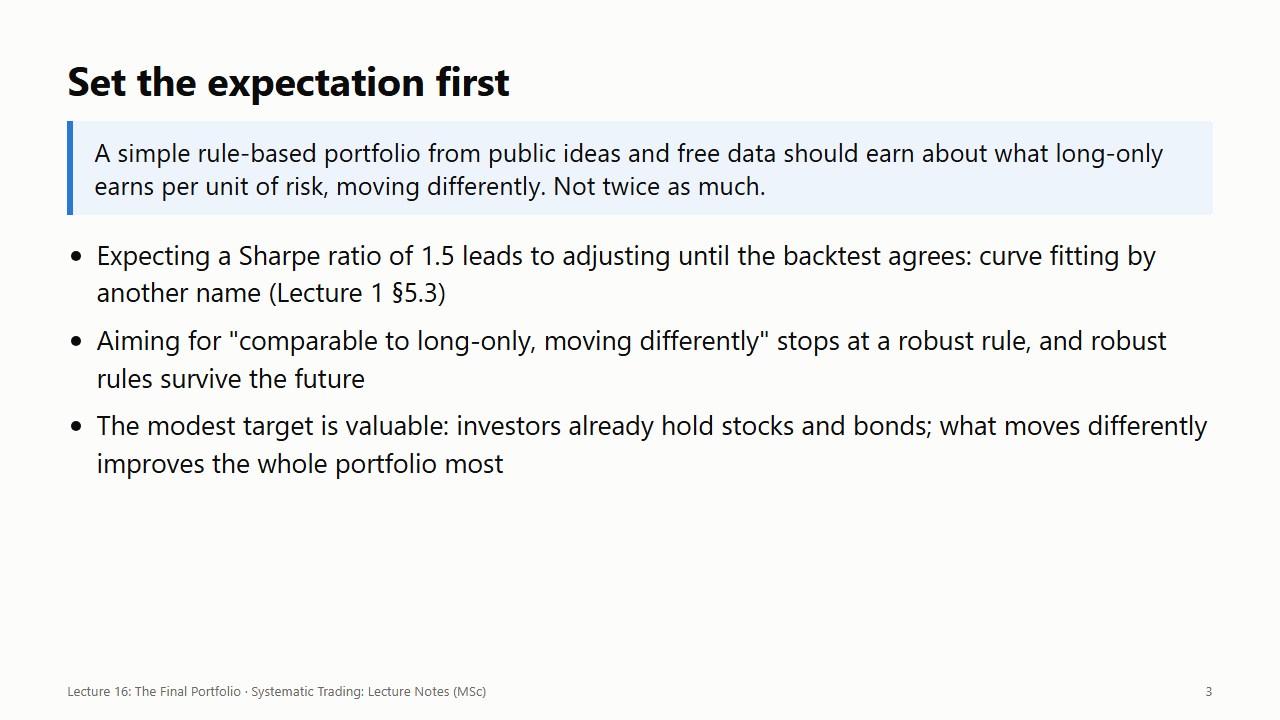 Set the expectation first
A simple rule-based portfolio from public ideas and free data should earn about what long-only
earns per unit of risk, moving differently. Not twice as much.
• Expecting a Sharpe ratio of 1.5 leads to adjusting until the backtest agrees: curve fitting by
another name (Lecture 1 §5.3)
• Aiming for "comparable to long-only, moving differently" stops at a robust rule, and robust
rules survive the future
• The modest target is valuable: investors already hold stocks and bonds; what moves differently
improves the whole portfolio most
Lecture 16: The Final Portfolio · Systematic Trading: Lecture Notes (MSc)
3